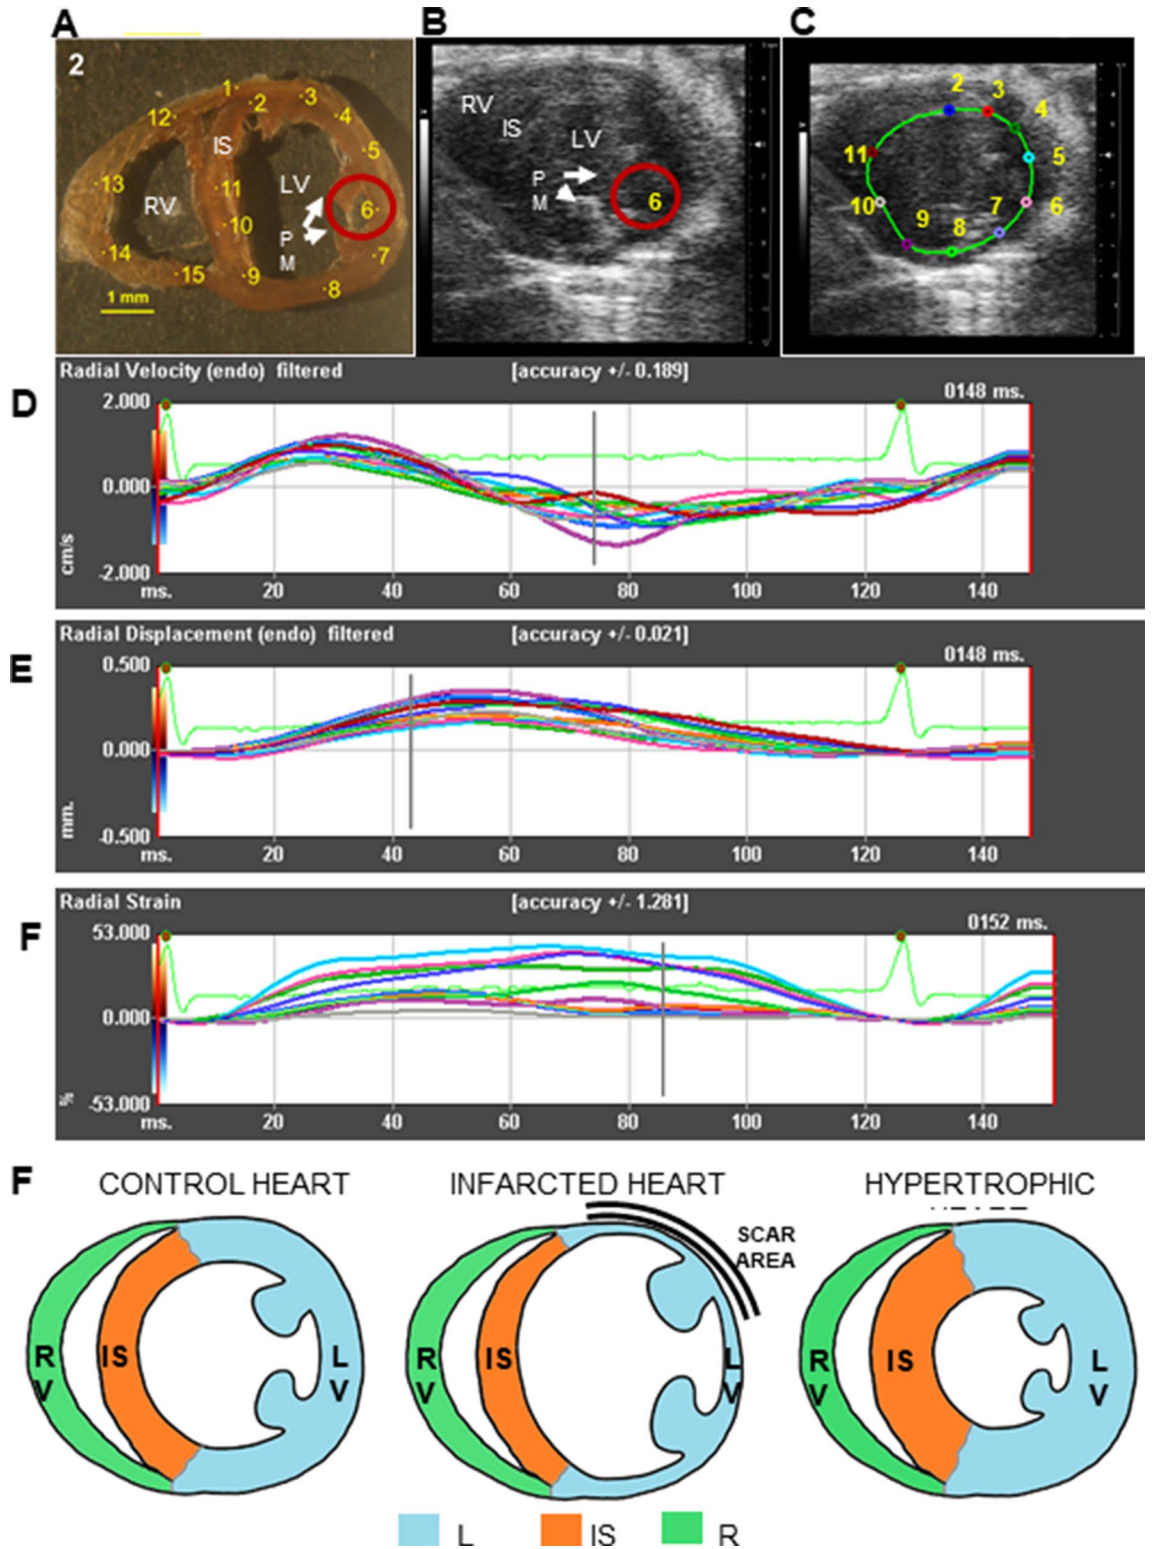 A
B
C
2
1
2
3
4
5
6
7
8
9
10
11
12
13
14
15
IS
RV
LV
P
M
1 mm
RV
IS
LV
P
M
6
2
3
4
5
6
7
8
9
10
11
D
Radial Velocity (endo) filtered [accuracy +/- 0.189]
0148 ms.
2.000
0.000
-2.000
cm/s
ms. 20 40 60 80 100 120 140
E
Radial Displacement (endo) filtered [accuracy +/- 0.021]
0148 ms.
0.500
0.000
-0.500
mm.
ms. 20 40 60 80 100 120 140
F
Radial Strain [accuracy +/- 1.281]
0152 ms.
53.000
0.000
-53.000
%
ms. 20 40 60 80 100 120 140
F
CONTROL HEART
INFARCTED HEART
HYPERTROPHIC
SCAR
AREA
R
V
IS
L
V
R
V
IS
L
V
R
V
IS
L
V
L
IS
R